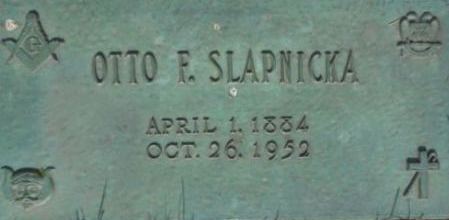 G
OTTO F. SLAPNICKA
APRIL 1, 1884
OCT. 26, 1952